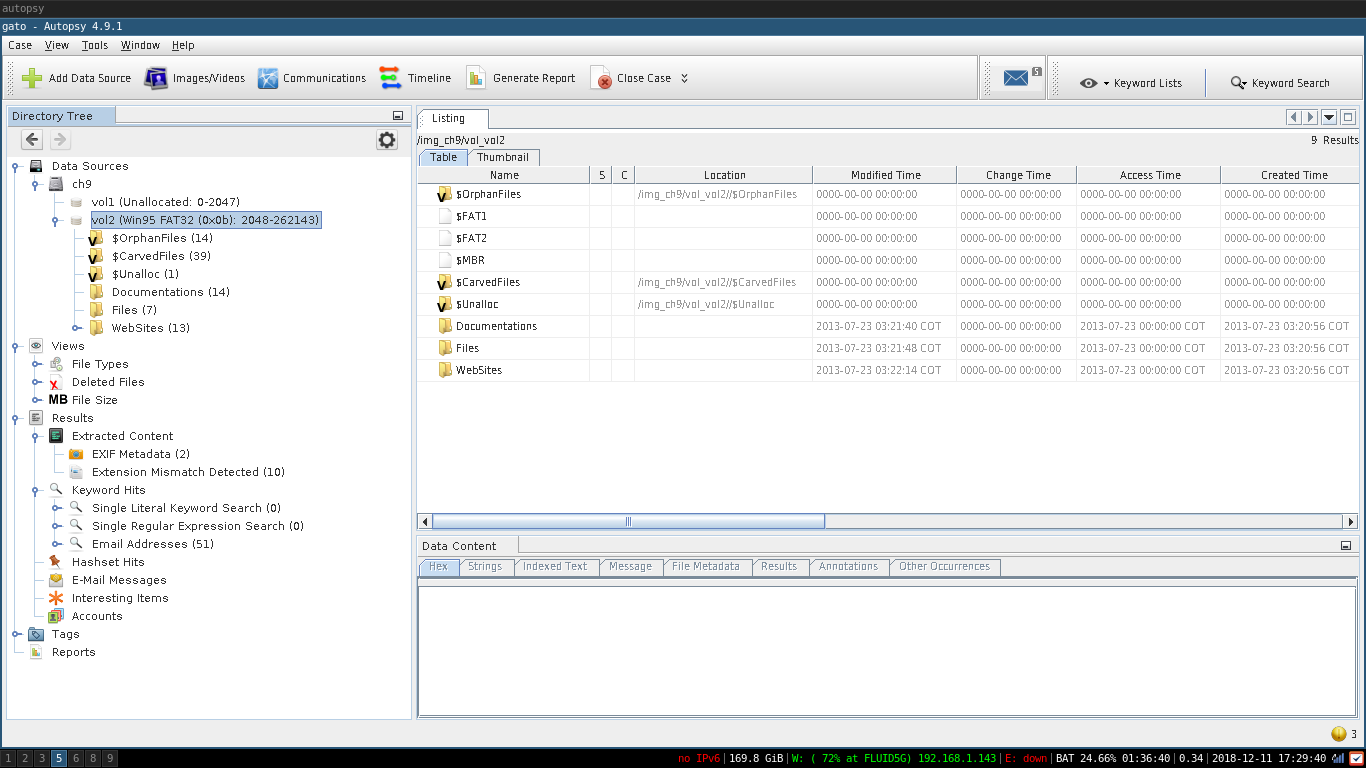 autopsy
gato - Autopsy 4.9.1
Case View Tools Window Help
Add Data Source Images/Videos Communications Timeline Generate Report Close Case 5 Keyword Lists Keyword Search
Directory Tree
Listing
/img_ch9/vol_vol2 9 Results
Table Thumbnail
Name S C Location Modified Time Change Time Access Time Created Time
$OrphanFiles /img_ch9/vol_vol2//$OrphanFiles 0000-00-00 00:00:00 0000-00-00 00:00:00 0000-00-00 00:00:00 0000-00-00 00:00:00
$FAT1 0000-00-00 00:00:00 0000-00-00 00:00:00 0000-00-00 00:00:00 0000-00-00 00:00:00
$FAT2 0000-00-00 00:00:00 0000-00-00 00:00:00 0000-00-00 00:00:00 0000-00-00 00:00:00
$MBR 0000-00-00 00:00:00 0000-00-00 00:00:00 0000-00-00 00:00:00 0000-00-00 00:00:00
$CarvedFiles /img_ch9/vol_vol2//$CarvedFiles 0000-00-00 00:00:00 0000-00-00 00:00:00 0000-00-00 00:00:00 0000-00-00 00:00:00
$Unalloc /img_ch9/vol_vol2//$Unalloc 0000-00-00 00:00:00 0000-00-00 00:00:00 0000-00-00 00:00:00 0000-00-00 00:00:00
Documentations 2013-07-23 03:21:40 COT 0000-00-00 00:00:00 2013-07-23 00:00:00 COT 2013-07-23 03:20:56 COT
Files 2013-07-23 03:21:48 COT 0000-00-00 00:00:00 2013-07-23 00:00:00 COT 2013-07-23 03:20:56 COT
WebSites 2013-07-23 03:22:14 COT 0000-00-00 00:00:00 2013-07-23 00:00:00 COT 2013-07-23 03:20:56 COT
Data Sources
ch9
vol1 (Unallocated: 0-2047)
vol2 (Win95 FAT32 (0x0b): 2048-262143)
$OrphanFiles (14)
$CarvedFiles (39)
$Unalloc (1)
Documentations (14)
Files (7)
WebSites (13)
Views
File Types
Deleted Files
MB File Size
Results
Extracted Content
EXIF Metadata (2)
Extension Mismatch Detected (10)
Keyword Hits
Single Literal Keyword Search (0)
Single Regular Expression Search (0)
Email Addresses (51)
Hashset Hits
E-Mail Messages
Interesting Items
Accounts
Tags
Reports
Data Content
Hex Strings Indexed Text Message File Metadata Results Annotations Other Occurrences
3
1 2 3 5 6 8 9 no IPv6|169.8 GiB|W: ( 72% at FLUID5G) 192.168.1.143|E: down|BAT 24.66% 01:36:40|0.34|2018-12-11 17:29:40